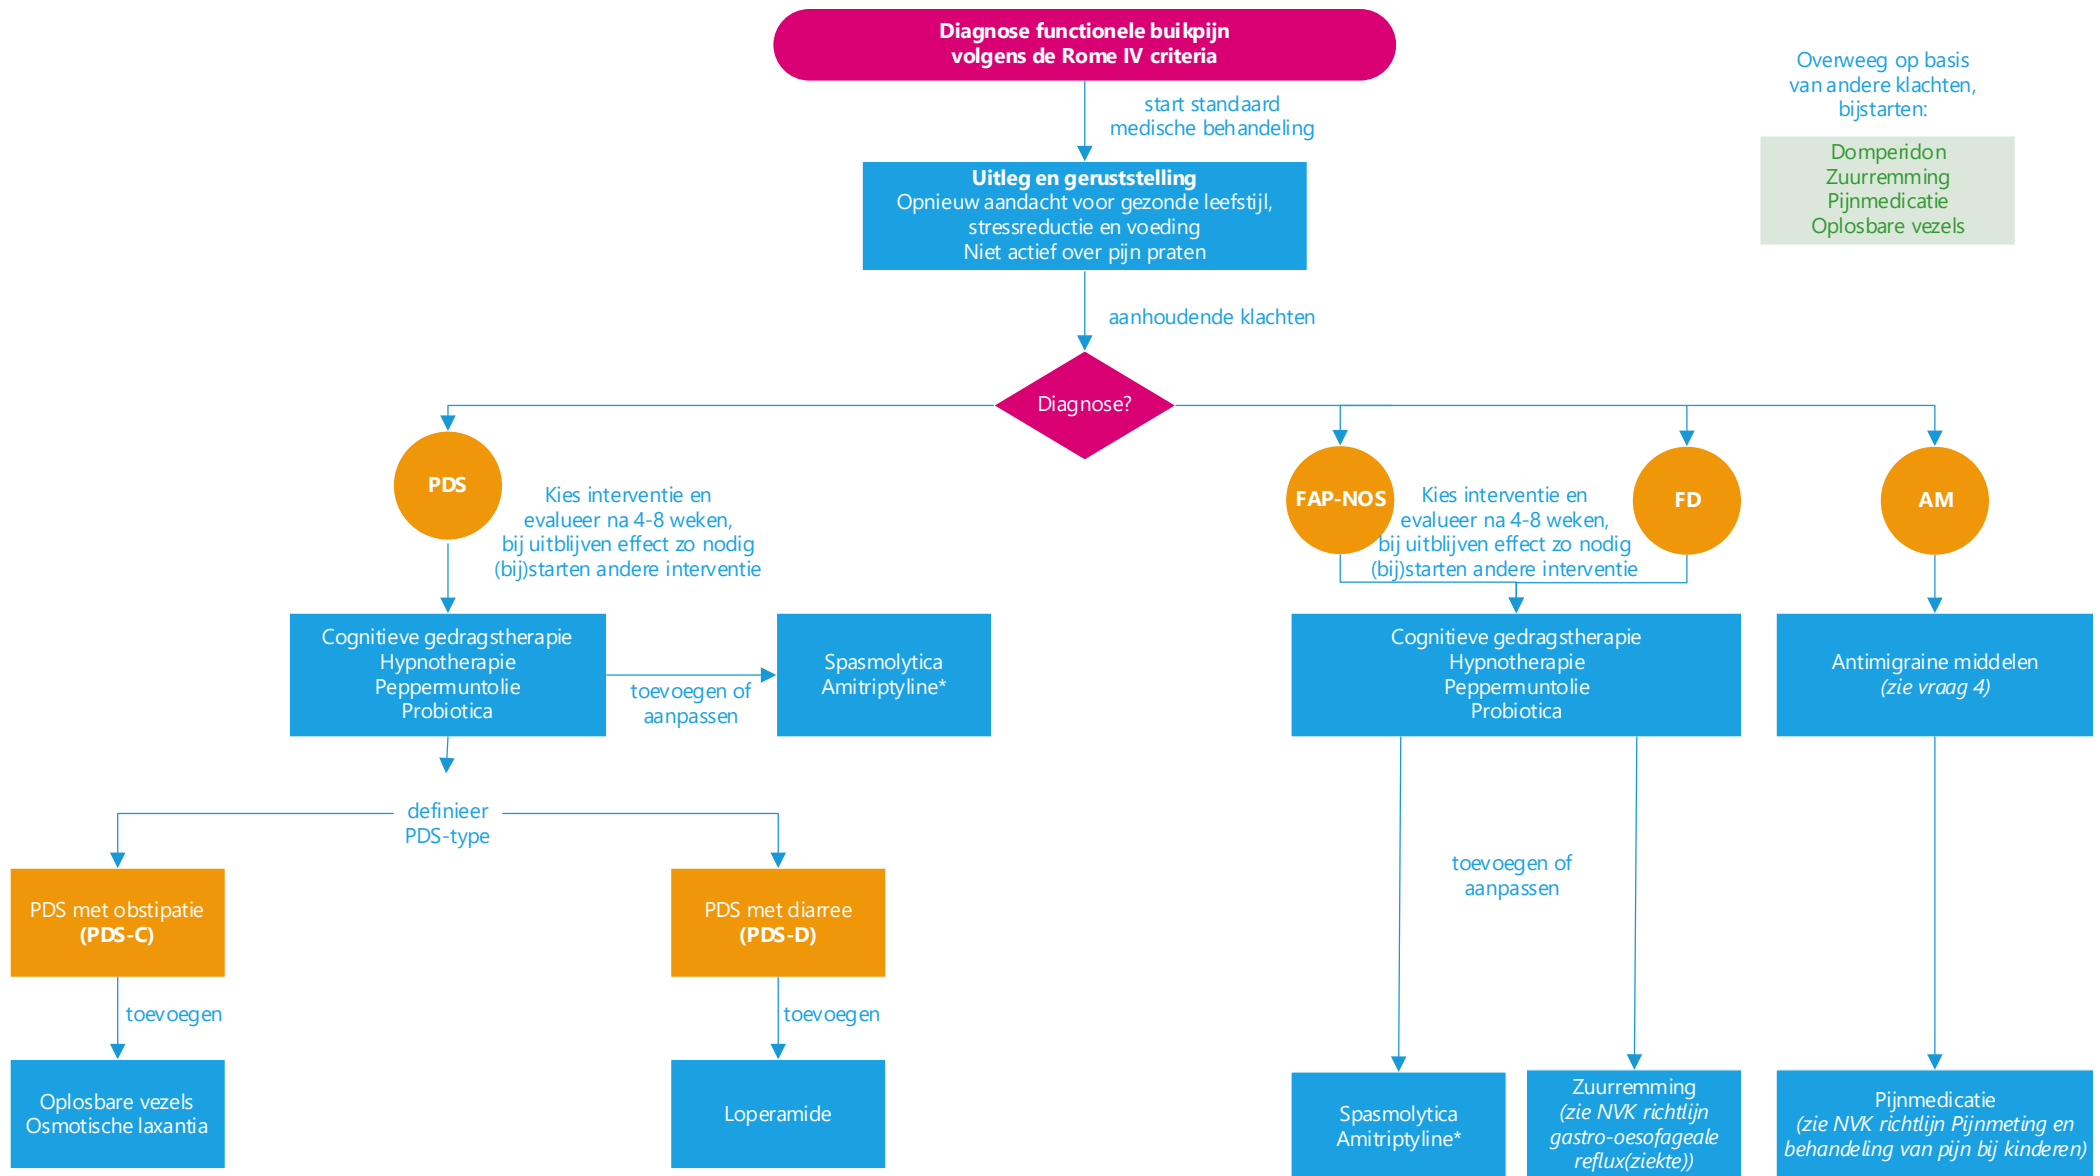 Diagnose functionele buikpijn
volgens de Rome IV criteria
Overweeg op basis
van andere klachten,
bijstarten:
start standaard
medische behandeling
Domperidon
Zuurremming
Pijnmedicatie
Oplosbare vezels
Uitleg en geruststelling
Opnieuw aandacht voor gezonde leefstijl,
stressreductie en voeding
Niet actief over pijn praten
aanhoudende klachten
Diagnose?
PDS
Kies interventie en
evalueer na 4-8 weken,
bij uitblijven effect zo nodig
(bij)starten andere interventie
FAP-NOS
Kies interventie en
evalueer na 4-8 weken,
bij uitblijven effect zo nodig
(bij)starten andere interventie
FD
AM
Cognitieve gedragstherapie
Hypnotherapie
Peppermuntolie
Probiotica
toevoegen of
aanpassen
Spasmolytica
Amitriptyline*
Cognitieve gedragstherapie
Hypnotherapie
Peppermuntolie
Probiotica
Antimigraine middelen
(zie vraag 4)
definieer
PDS-type
toevoegen of
aanpassen
PDS met obstipatie
(PDS-C)
PDS met diarree
(PDS-D)
toevoegen
toevoegen
Oplosbare vezels
Osmotische laxantia
Loperamide
Spasmolytica
Amitriptyline*
Zuurremming
(zie NVK richtlijn
gastro-oesofageale
reflux(ziekte))
Pijnmedicatie
(zie NVK richtlijn Pijnmeting en
behandeling van pijn bij kinderen)